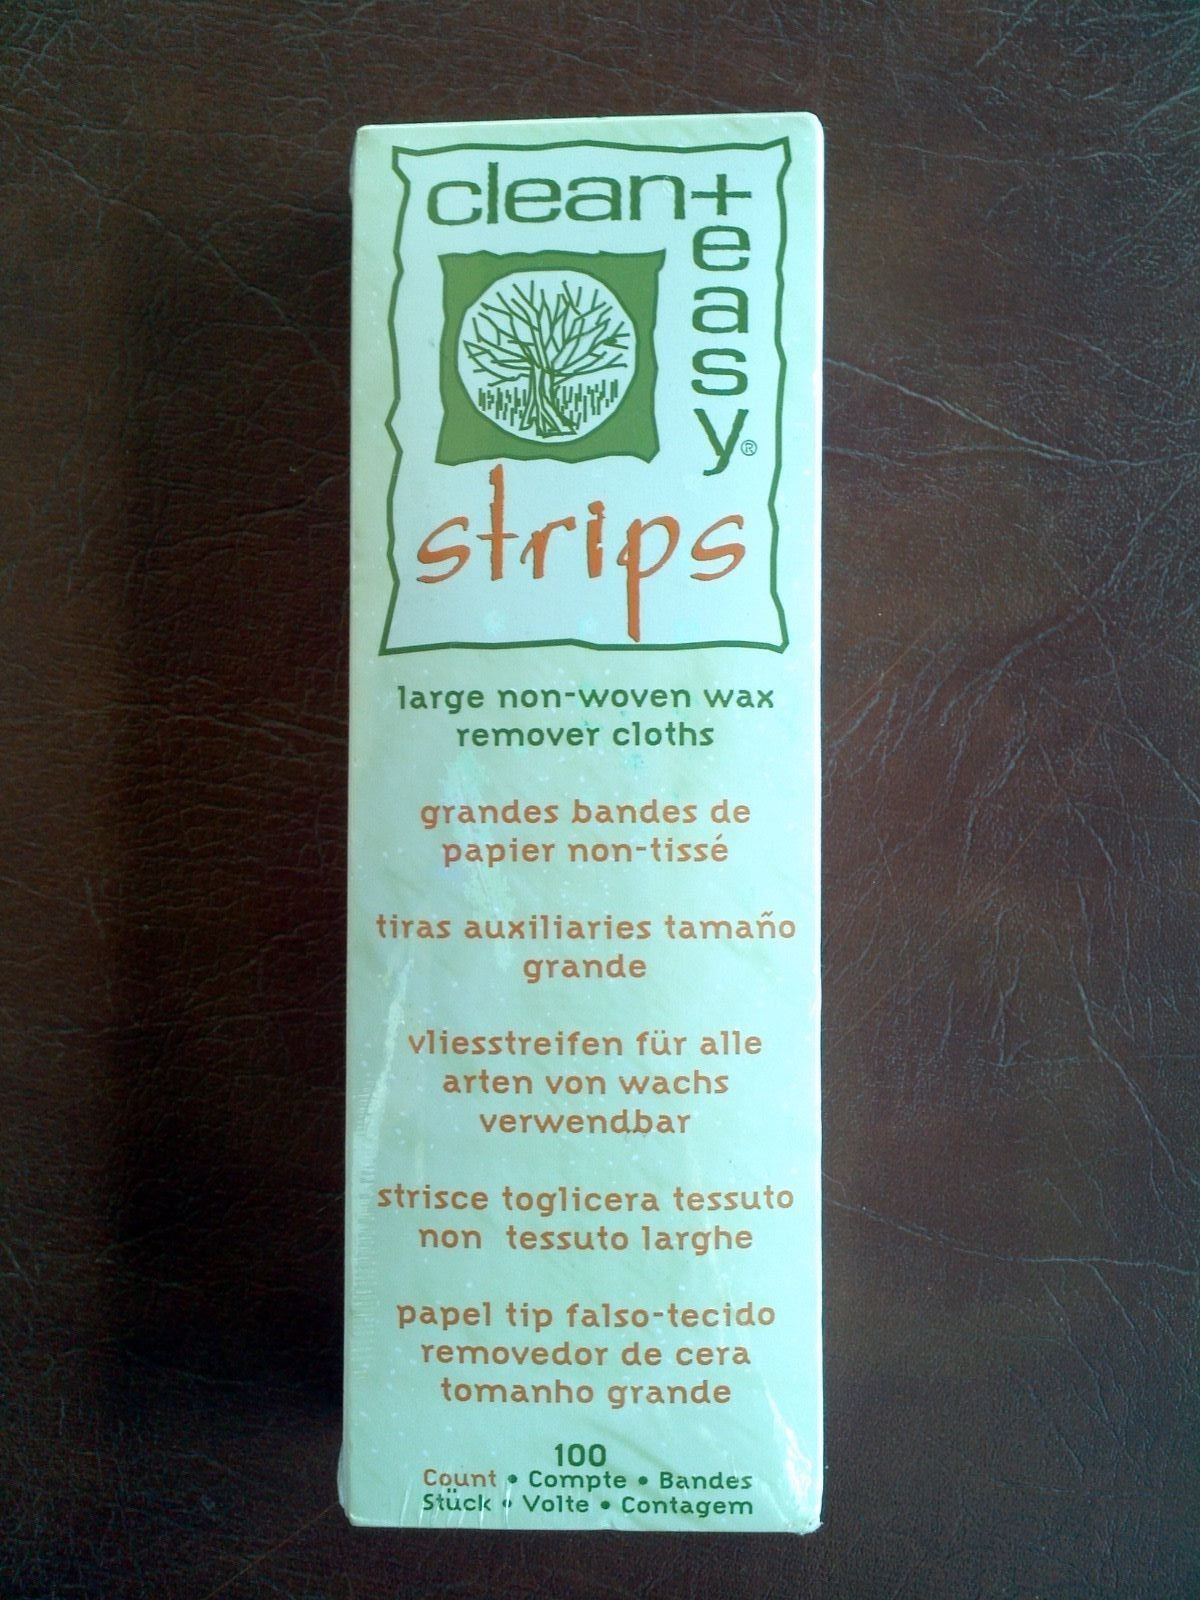 clean+
easy®
strips
large non-woven wax
remover cloths
grandes bandes de
papier non-tissé
tiras auxiliaries tamaño
grande
vliesstreifen für alle
arten von wachs
verwendbar
strisce toglicera tessuto
non tessuto larghe
papel tip falso-tecido
removedor de cera
tomanho grande
100
Count • Compte • Bandes
Stück • Volte • Contagem